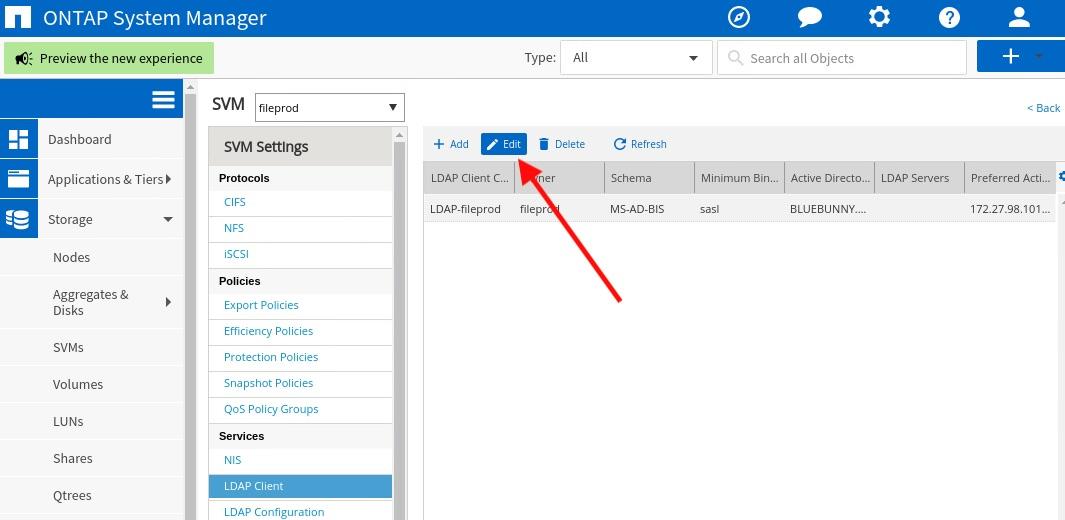 ONTAP System Manager
Preview the new experience
Type: All Search all Objects
SVM fileprod
< Back
Dashboard
Applications & Tiers
Storage
Nodes
Aggregates &
Disks
SVMs
Volumes
LUNs
Shares
Qtrees
SVM Settings
Protocols
CIFS
NFS
iSCSI
Policies
Export Policies
Efficiency Policies
Protection Policies
Snapshot Policies
QoS Policy Groups
Services
NIS
LDAP Client
LDAP Configuration
Add Edit Delete Refresh
LDAP Client C... Owner Schema Minimum Bin... Active Directo... LDAP Servers Preferred Acti...
LDAP-fileprod fileprod MS-AD-BIS sasl BLUEBUNNY.... 172.27.98.101...